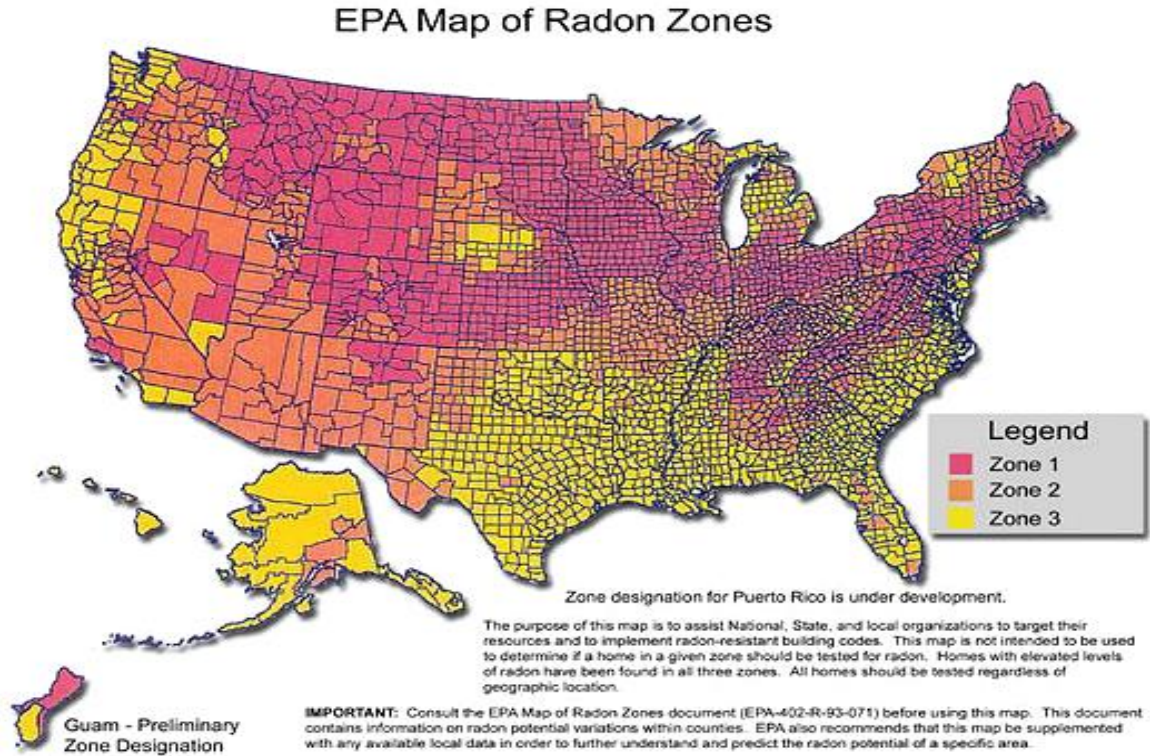 EPA Map of Radon Zones
Legend
Zone 1
Zone 2
Zone 3
Zone designation for Puerto Rico is under development.
The purpose of this map is to assist National, State, and local organizations to target their
resources and to implement radon-resistant building codes. This map is not intended to be used
to determine if a home in a given zone should be tested for radon. Homes with elevated levels
of radon have been found in all three zones. All homes should be tested regardless of
geographic location.
Guam - Preliminary
Zone Designation
IMPORTANT: Consult the EPA Map of Radon Zones document (EPA-402-R-93-071) before using this map. This document
contains information on radon potential variations within counties. EPA also recommends that this map be supplemented
with any available local data in order to further understand and predict the radon potential of a specific area.